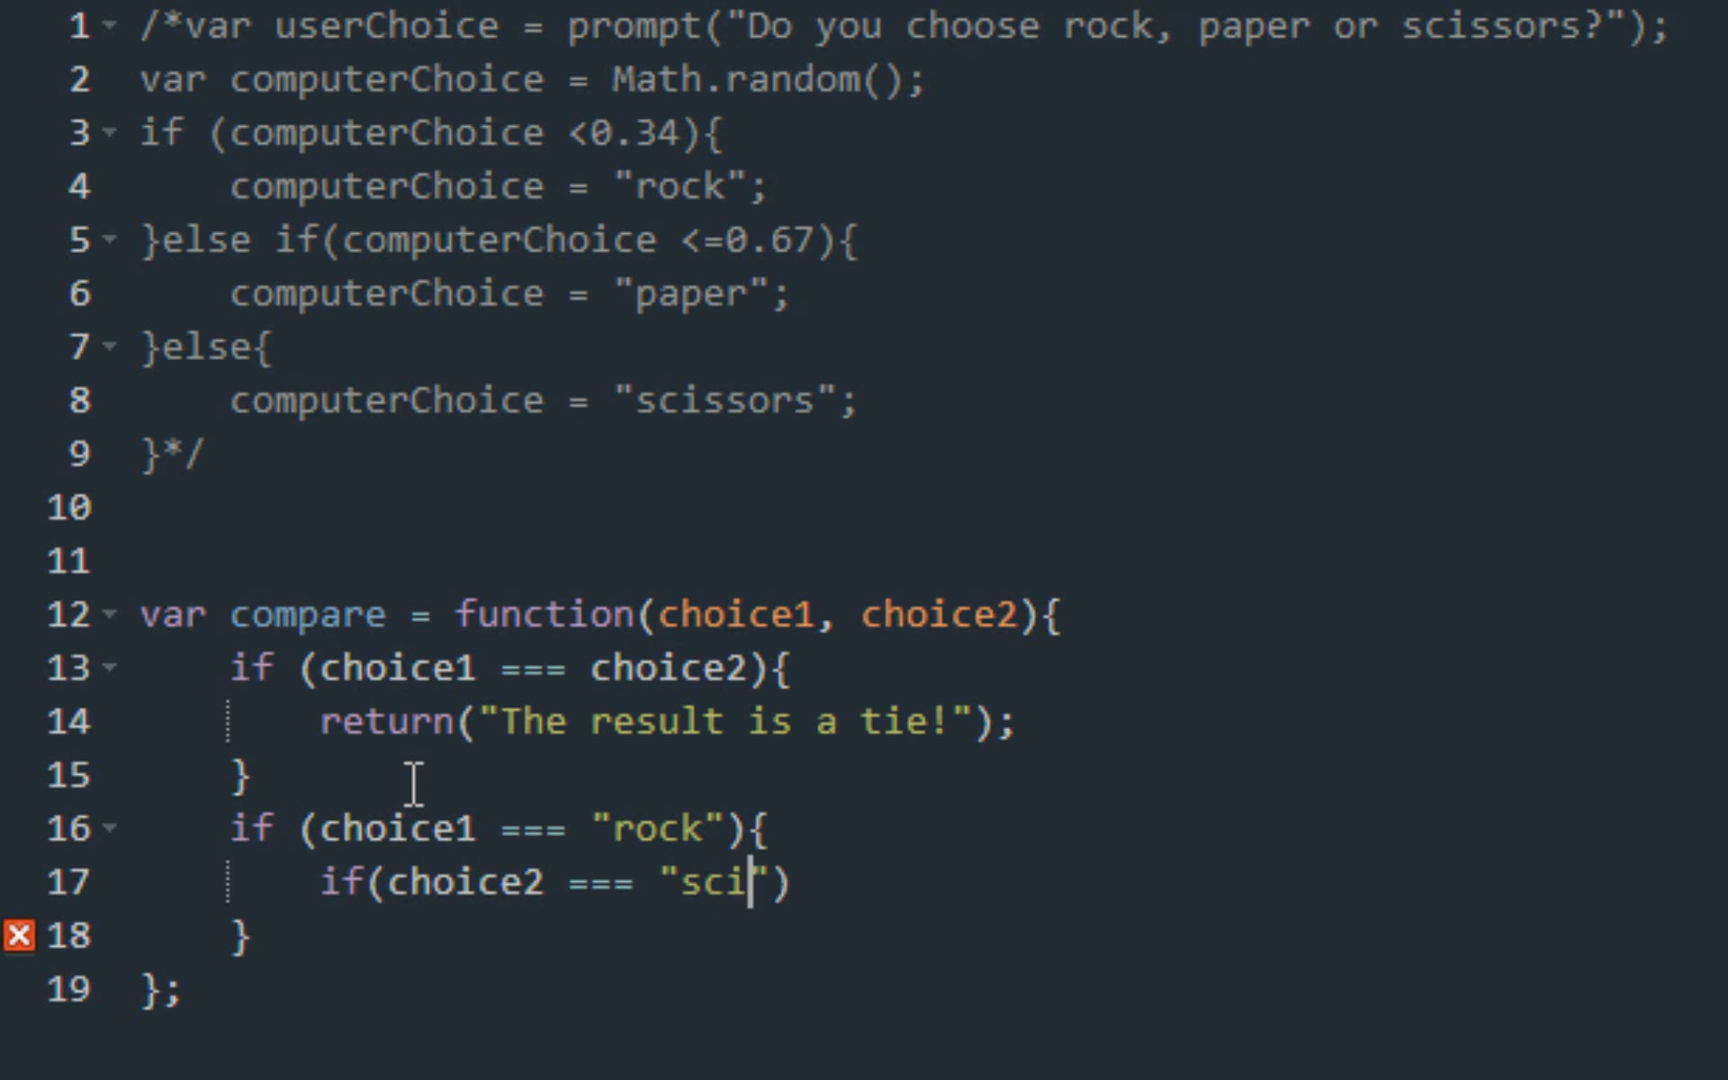 1 /*var userChoice = prompt("Do you choose rock, paper or scissors?");
2 var computerChoice = Math.random();
3 if (computerChoice <0.34){
4     computerChoice = "rock";
5 }else if(computerChoice <=0.67){
6     computerChoice = "paper";
7 }else{
8     computerChoice = "scissors";
9 }*/
10
11
12 var compare = function(choice1, choice2){
13     if (choice1 === choice2){
14         return("The result is a tie!");
15     }
16     if (choice1 === "rock"){
17         if(choice2 === "sci")
18     }
19 };